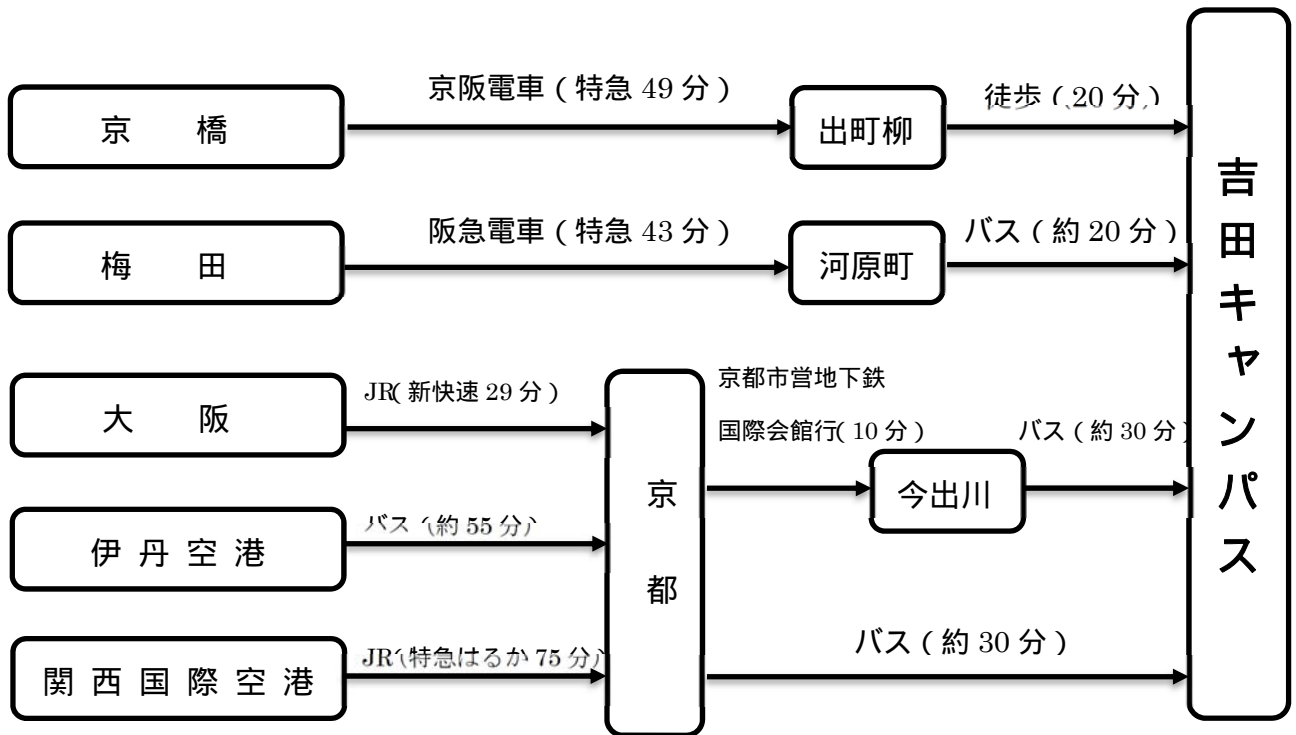 京阪電車（特急 49 分）
徒歩（20 分）
京 橋
出町柳
阪急電車（特急 43 分）
バス（約 20 分）
梅 田
河原町
JR(新快速 29 分）
京都市営地下鉄
国際会館行(10 分）
バス（約 30 分）
大 阪
今出川
バス（約 55 分）
伊 丹 空 港
京都
JR（特急はるか 75 分）
バス（約 30 分）
関 西 国 際 空 港
吉田キャンパス